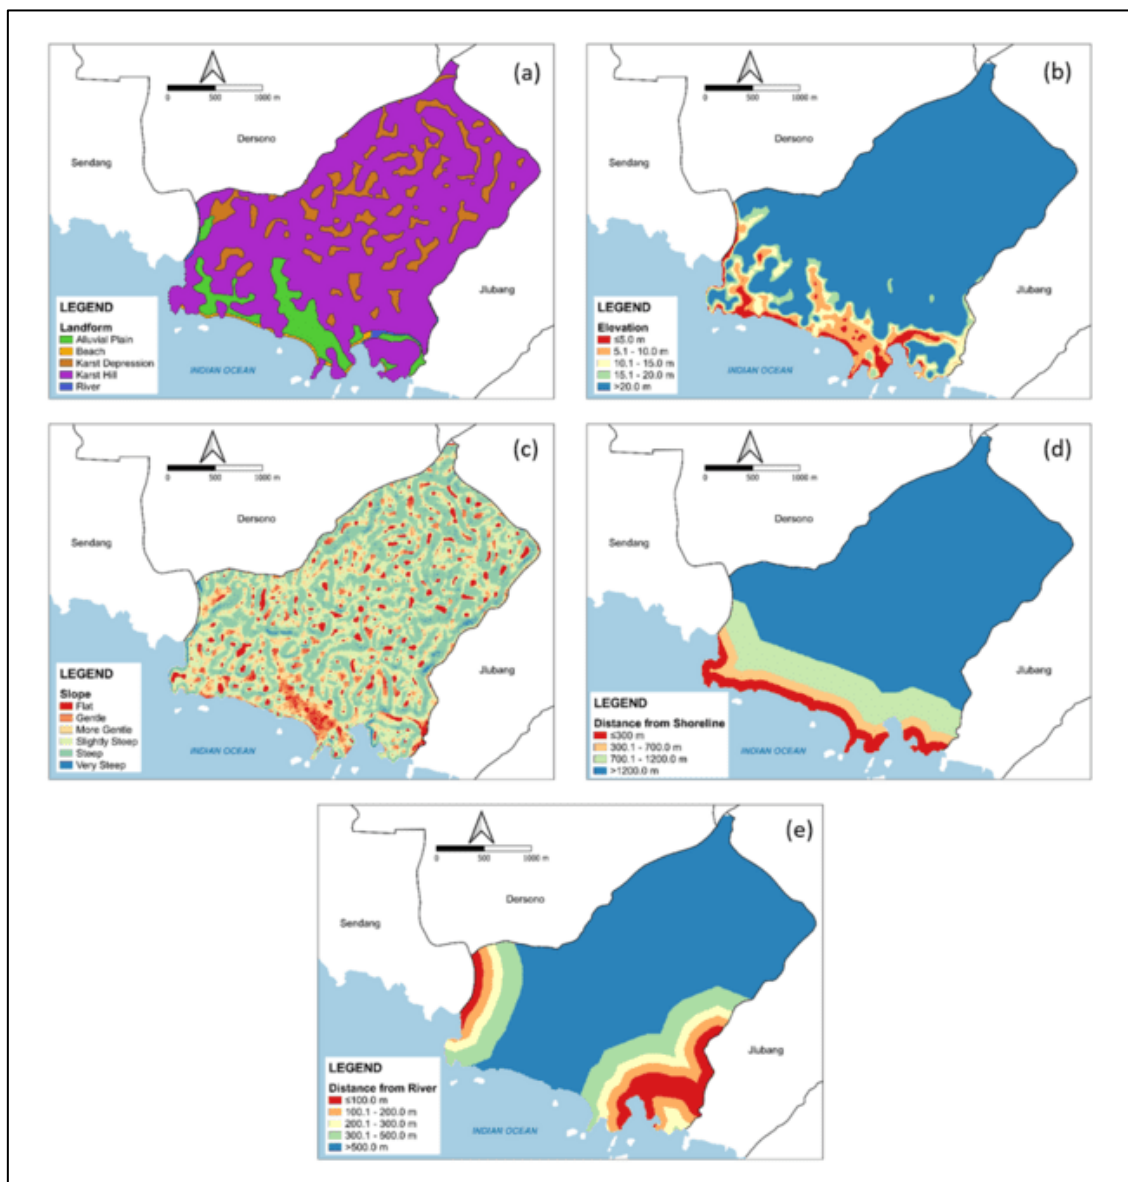 (a)
0 500 1000 m
Dersono
Sendang
Jlubang
LEGEND
Landform
Alluvial Plain
Beach
Karst Depression
Karst Hill
River
INDIAN OCEAN
(b)
0 500 1000 m
Dersono
Sendang
Jlubang
LEGEND
Elevation
≤5.0 m
5.1 - 10.0 m
10.1 - 15.0 m
15.1 - 20.0 m
>20.0 m
INDIAN OCEAN
(c)
0 500 1000 m
Dersono
Sendang
Jlubang
LEGEND
Slope
Flat
Gentle
More Gentle
Slightly Steep
Steep
Very Steep
INDIAN OCEAN
(d)
0 500 1000 m
Dersono
Sendang
Jlubang
LEGEND
Distance from Shoreline
≤300 m
300.1 - 700.0 m
700.1 - 1200.0 m
>1200.0 m
INDIAN OCEAN
(e)
0 500 1000 m
Dersono
Sendang
Jlubang
LEGEND
Distance from River
≤100.0 m
100.1 - 200.0 m
200.1 - 300.0 m
300.1 - 500.0 m
>500.0 m
INDIAN OCEAN